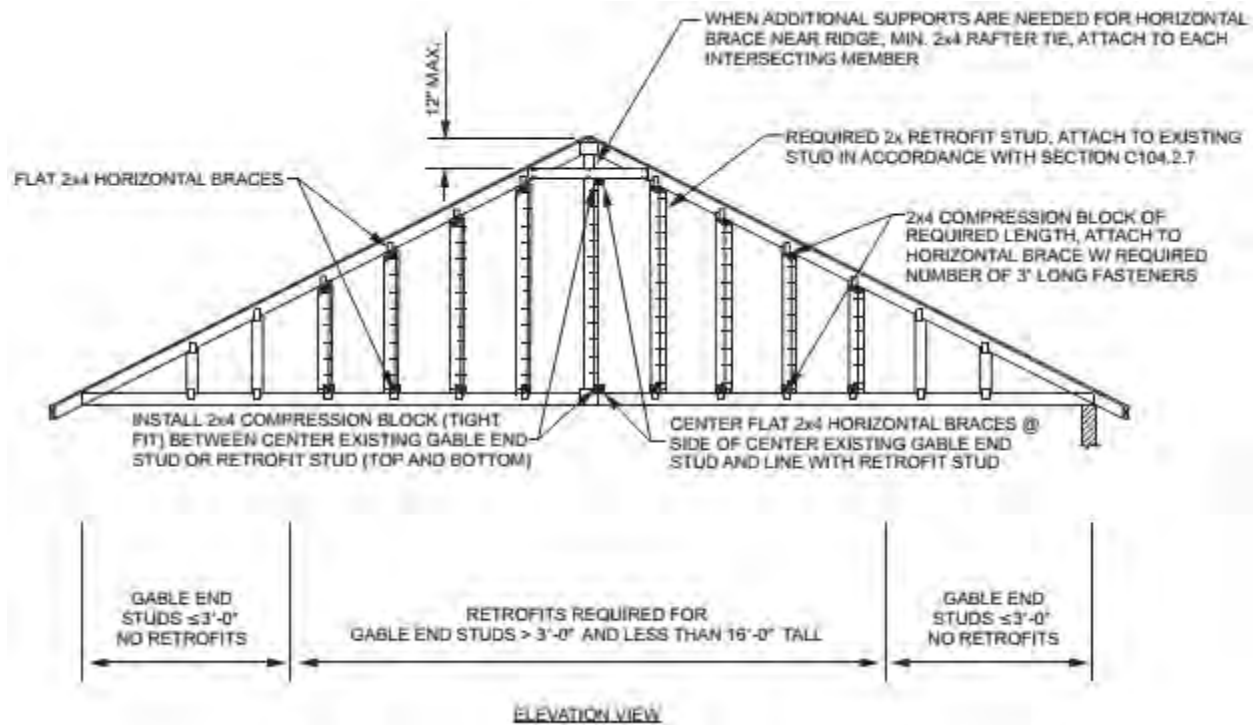 WHEN ADDITIONAL SUPPORTS ARE NEEDED FOR HORIZONTAL
BRACE NEAR RIDGE, MIN. 2x4 RAFTER TIE, ATTACH TO EACH
INTERSECTING MEMBER
12" MAX.
REQUIRED 2x RETROFIT STUD, ATTACH TO EXISTING
STUD IN ACCORDANCE WITH SECTION C104.2.7
FLAT 2x4 HORIZONTAL BRACES
2x4 COMPRESSION BLOCK OF
REQUIRED LENGTH, ATTACH TO
HORIZONTAL BRACE W/ REQUIRED
NUMBER OF 3" LONG FASTENERS
INSTALL 2x4 COMPRESSION BLOCK (TIGHT
FIT) BETWEEN CENTER EXISTING GABLE END
STUD OR RETROFIT STUD (TOP AND BOTTOM)
CENTER FLAT 2x4 HORIZONTAL BRACES @
SIDE OF CENTER EXISTING GABLE END
STUD AND LINE WITH RETROFIT STUD
GABLE END
STUDS ≤3'-0"
NO RETROFITS
RETROFITS REQUIRED FOR
GABLE END STUDS > 3'-0" AND LESS THAN 16'-0" TALL
GABLE END
STUDS ≤3'-0"
NO RETROFITS
ELEVATION VIEW